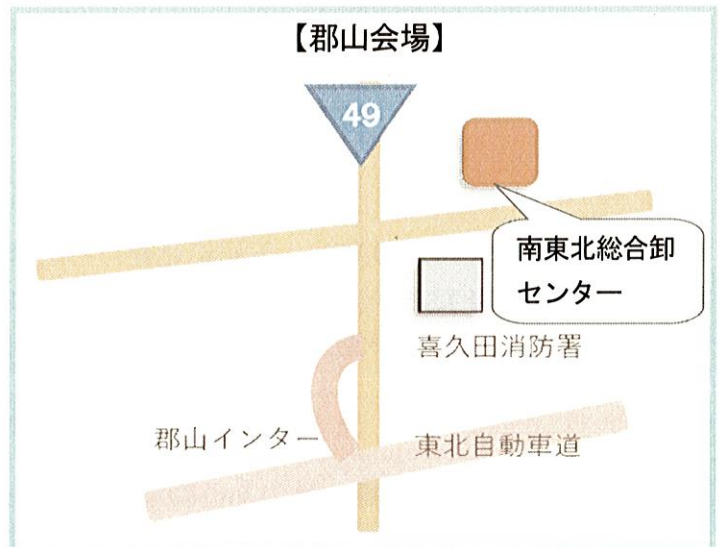 【郡山会場】
49
南東北総合卸
センター
喜久田消防署
郡山インター
東北自動車道